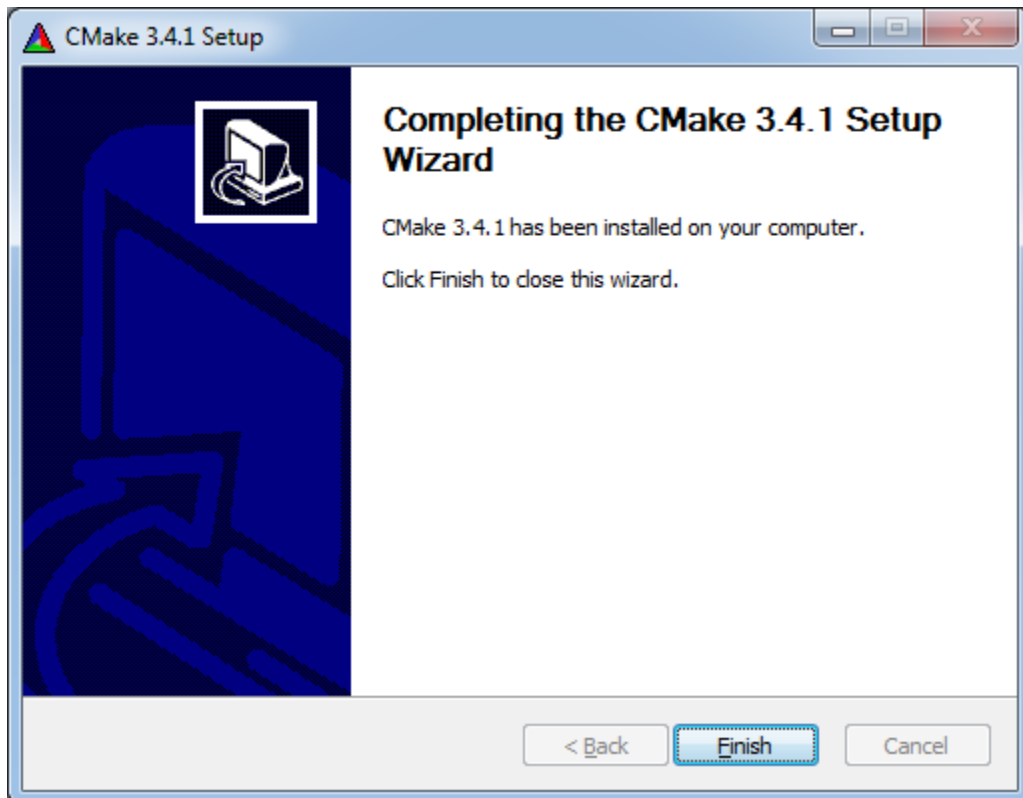 CMake 3.4.1 Setup
Completing the CMake 3.4.1 Setup
Wizard
CMake 3.4.1 has been installed on your computer.
Click Finish to close this wizard.
< Back
Finish
Cancel